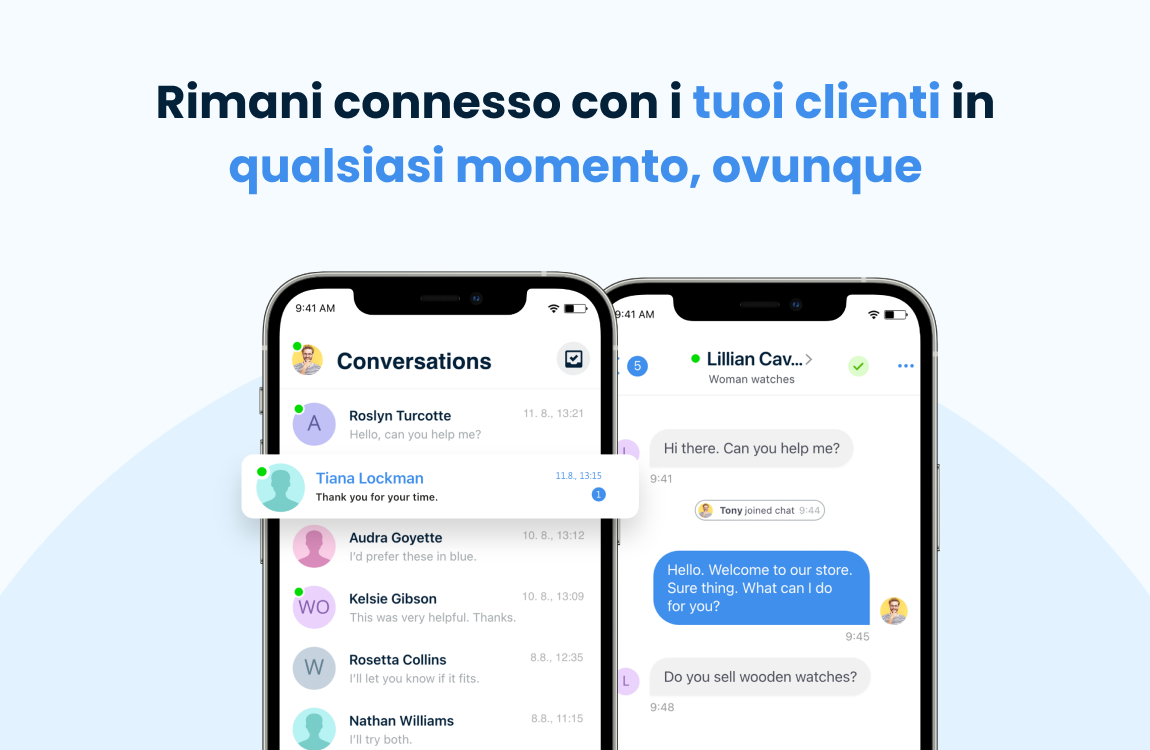 Rimani connesso con i tuoi clienti in
qualsiasi momento, ovunque
9:41 AM
Conversations
A
Roslyn Turcotte
11. 8., 13:21
Hello, can you help me?
Tiana Lockman
11.8., 13:15
Thank you for your time.
1
Audra Goyette
10. 8., 13:12
I'd prefer these in blue.
WO
Kelsie Gibson
10. 8., 13:09
This was very helpful. Thanks.
W
Rosetta Collins
8.8., 12:35
I'll let you know if it fits.
Nathan Williams
8.8., 11:15
I'll try both.
9:41 AM
5
Lillian Cav...
Woman watches
L
Hi there. Can you help me?
9:41
Tony joined chat 9:44
Hello. Welcome to our store.
Sure thing. What can I do
for you?
9:45
L
Do you sell wooden watches?
9:48